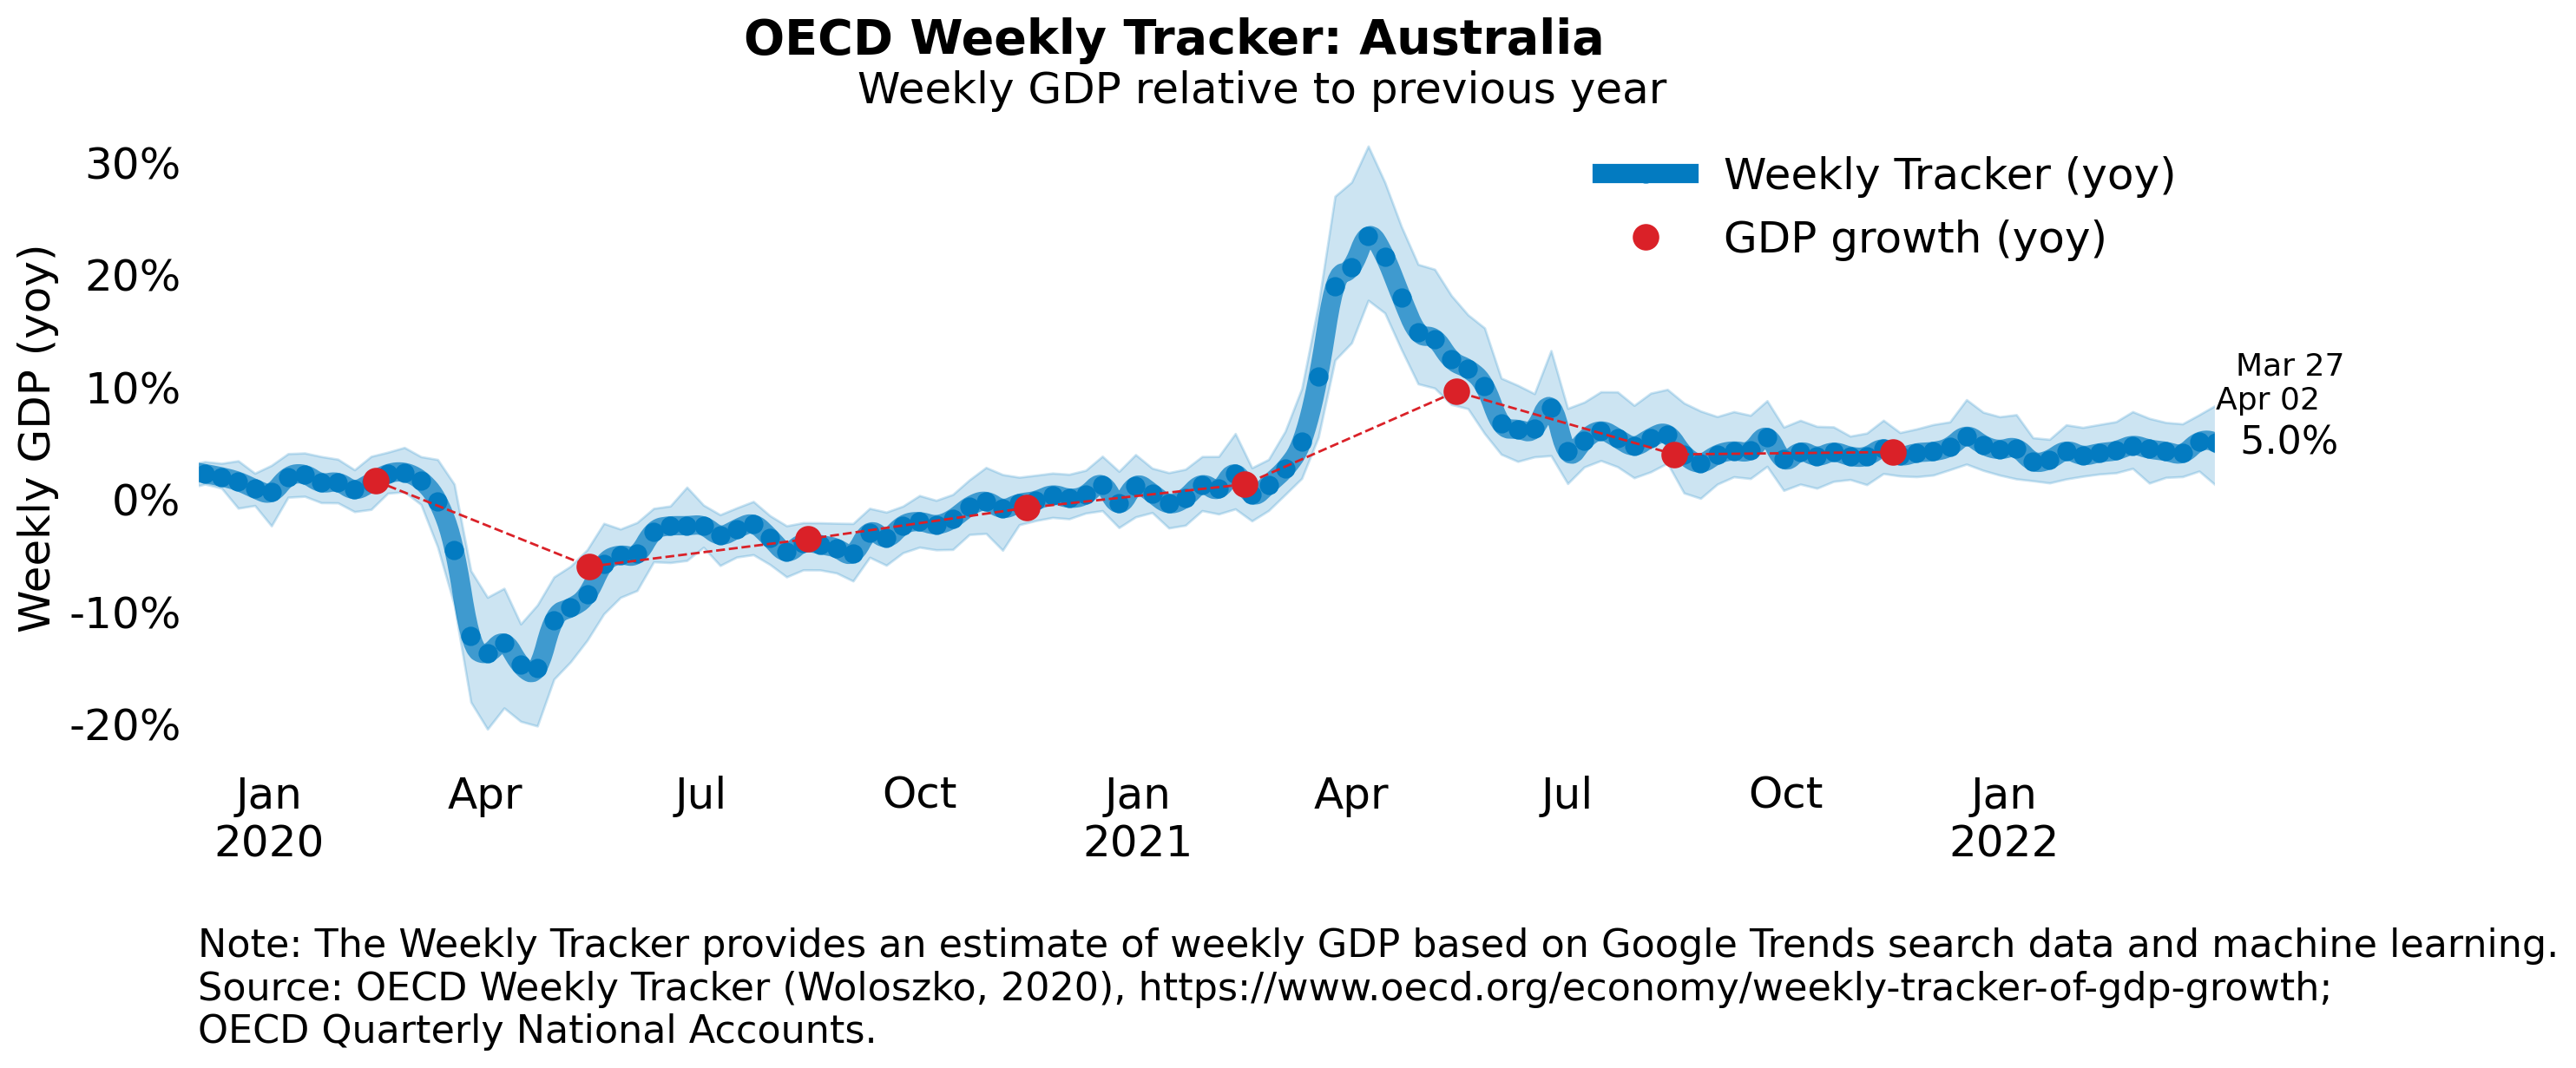 OECD Weekly Tracker: Australia
Weekly GDP relative to previous year
Weekly GDP (yoy)
30%
20%
10%
0%
-10%
-20%
Weekly Tracker (yoy)
GDP growth (yoy)
Mar 27
Apr 02
5.0%
Jan Apr Jul Oct Jan Apr Jul Oct Jan
2020 2021 2022
Note: The Weekly Tracker provides an estimate of weekly GDP based on Google Trends search data and machine learning.
Source: OECD Weekly Tracker (Woloszko, 2020), https://www.oecd.org/economy/weekly-tracker-of-gdp-growth;
OECD Quarterly National Accounts.